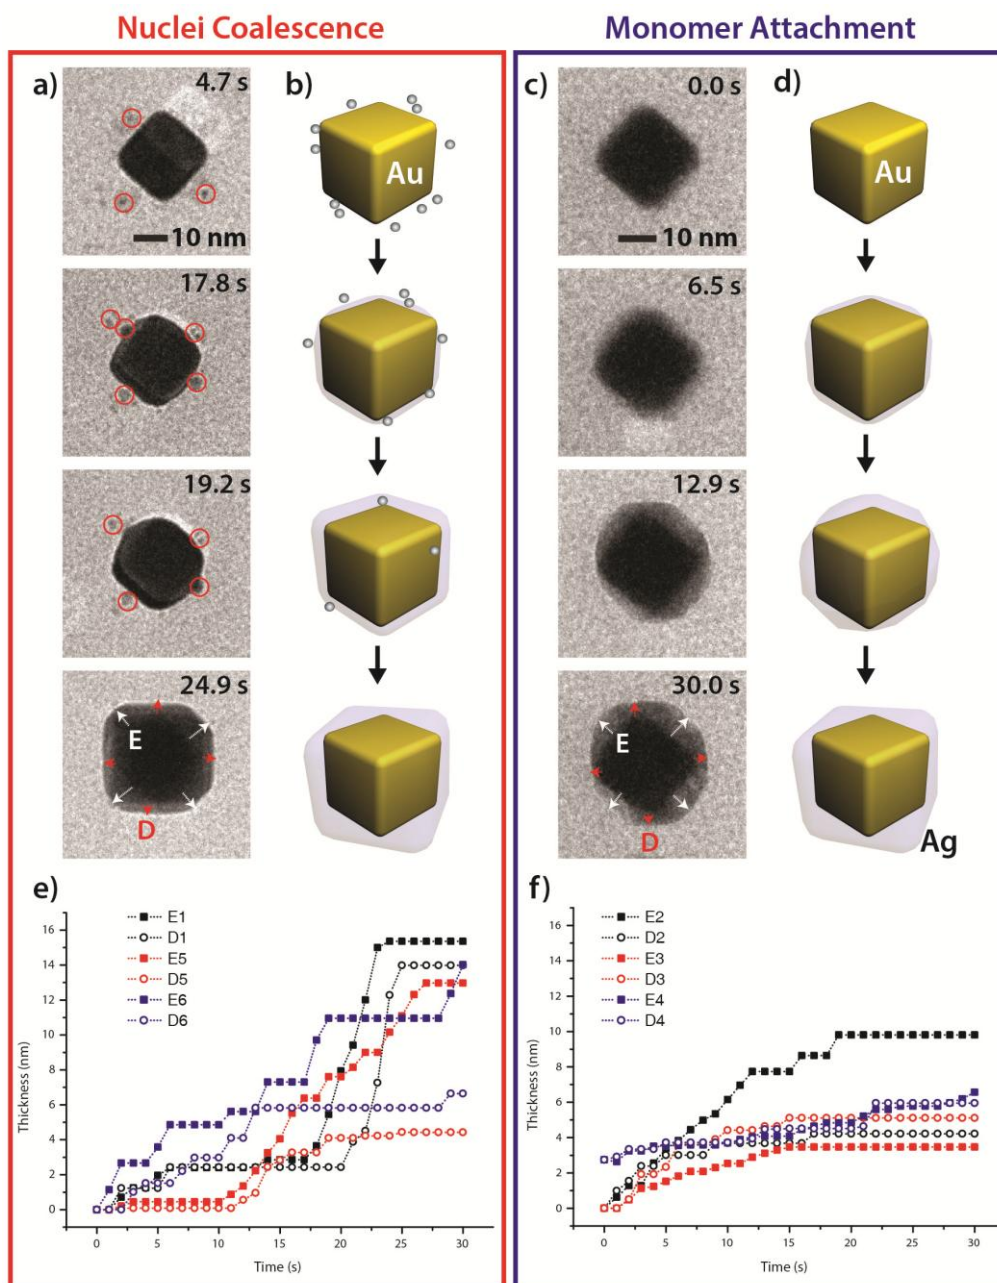 Nuclei Coalescence
Monomer Attachment
a)
4.7 s
10 nm
17.8 s
19.2 s
24.9 s
E
D
b)
Au
c)
0.0 s
10 nm
6.5 s
12.9 s
30.0 s
E
D
d)
Au
Ag
e)
E1
D1
E5
D5
E6
D6
16
14
12
10
8
6
4
2
0
Thickness (nm)
0 5 10 15 20 25 30
Time (s)
f)
E2
D2
E3
D3
E4
D4
16
14
12
10
8
6
4
2
0
Thickness (nm)
0 5 10 15 20 25 30
Time (s)